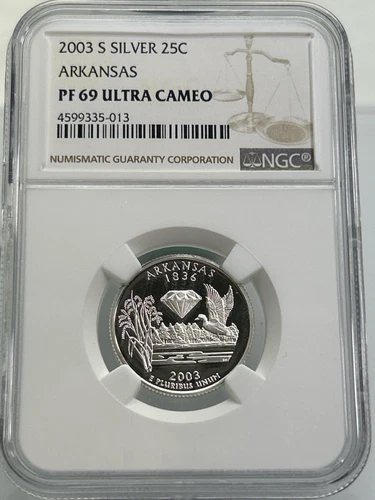 2003 S SILVER 25C
ARKANSAS
PF 69 ULTRA CAMEO
4599335-013
NUMISMATIC GUARANTY CORPORATION
NGC®
ARKANSAS
1836
2003
E PLURIBUS UNUM